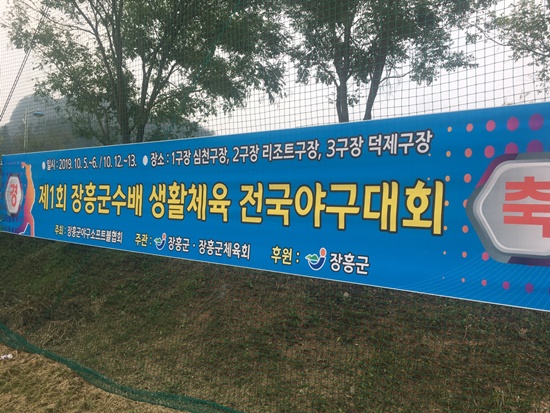 ● 일시 : 2019. 10. 5.~6. / 10. 12.~13. ● 장소 : 1구장 심천구장, 2구장 리조트구장, 3구장 덕제구장
경 제1회 장흥군수배 생활체육 전국야구대회 축
주최 : 장흥군야구소프트볼협회 주관 : 장흥군 · 장흥군체육회 후원 : 장흥군